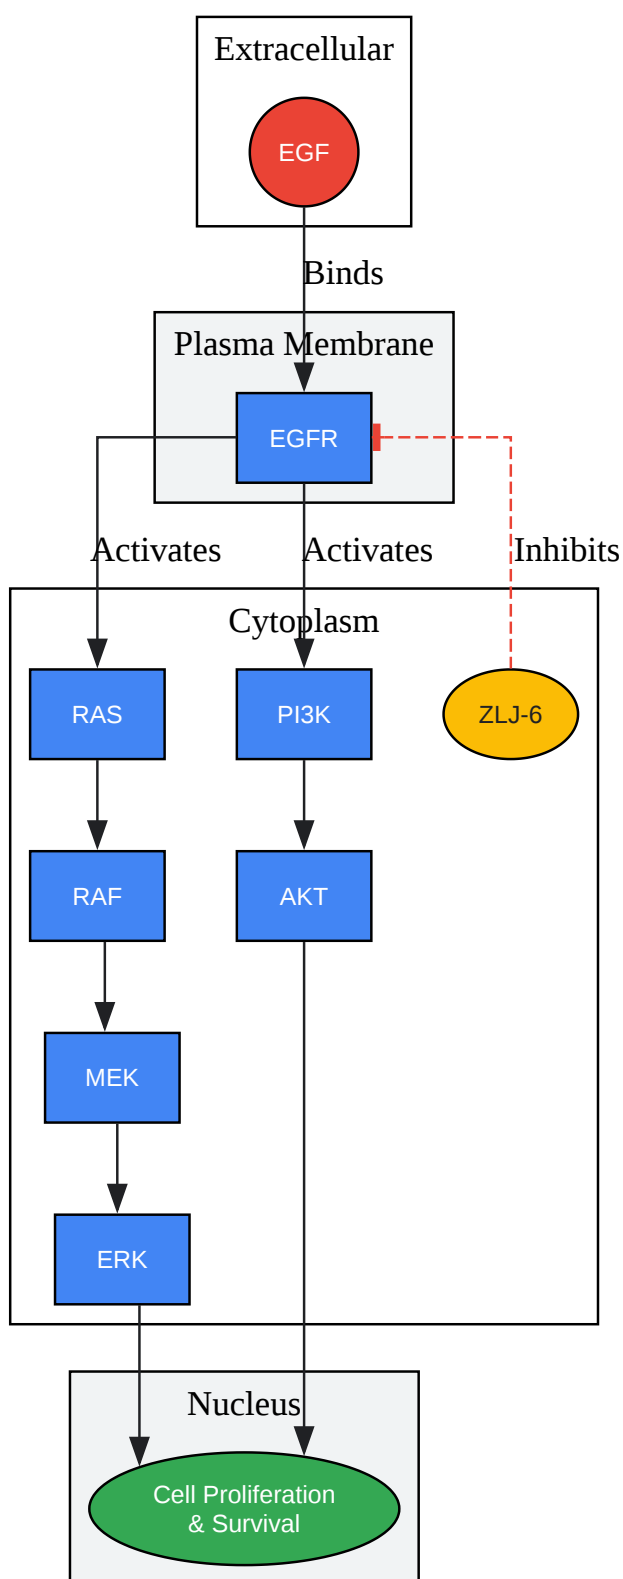 Extracellular
EGF
Binds
Plasma Membrane
EGFR
Activates
Activates
Inhibits
Cytoplasm
RAS
PI3K
ZLJ-6
RAF
AKT
MEK
ERK
Nucleus
Cell Proliferation
& Survival